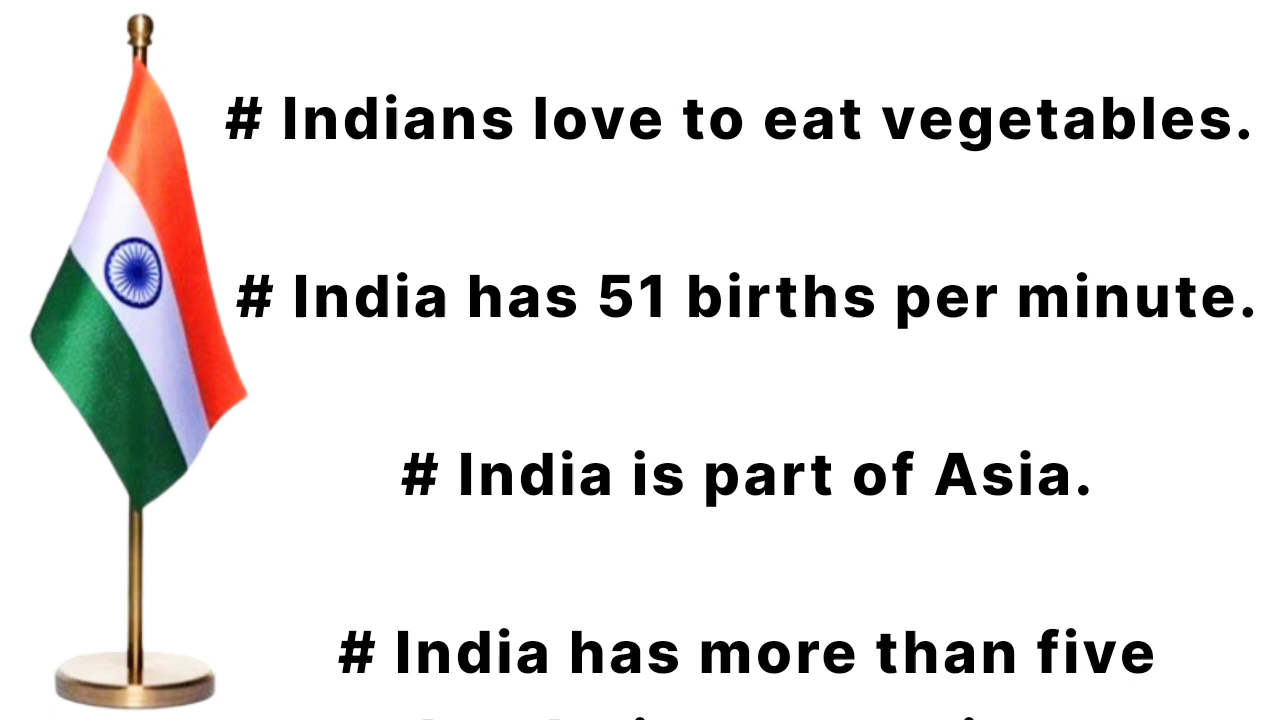 # Indians love to eat vegetables.
# India has 51 births per minute.
# India is part of Asia.
# India has more than five